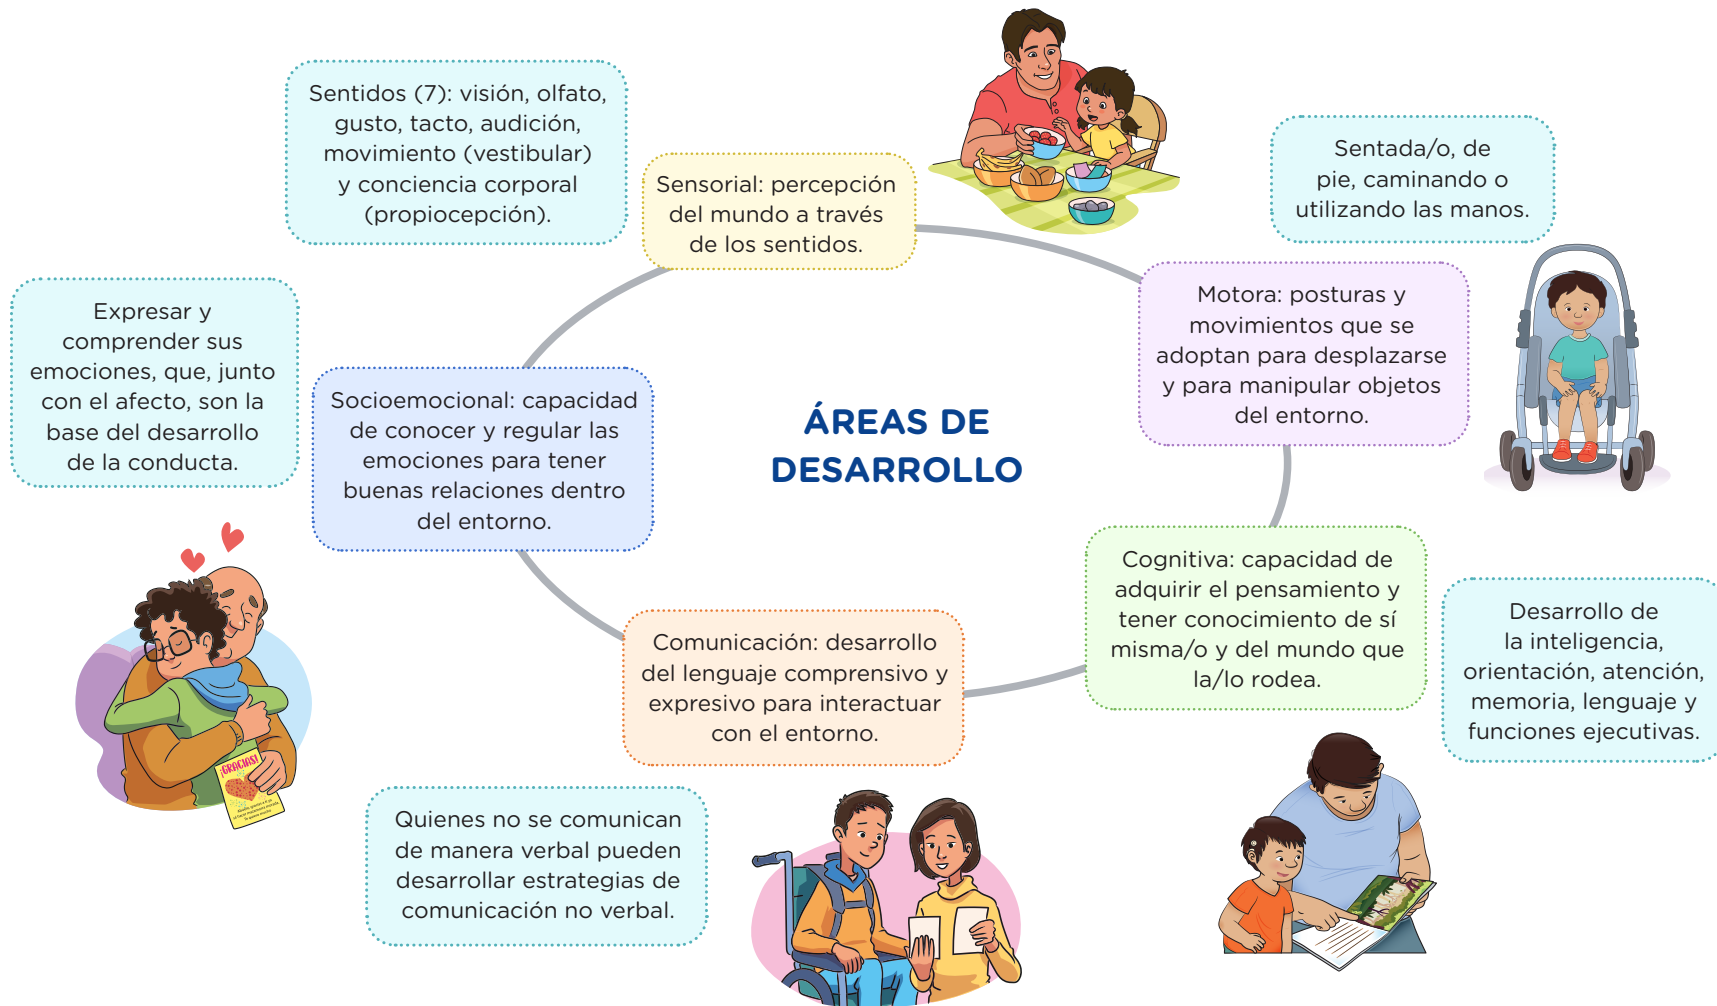 Sentidos (7): visión, olfato,
gusto, tacto, audición,
movimiento (vestibular)
y conciencia corporal
(propiocepción).
Sensorial: percepción
del mundo a través
de los sentidos.
Sentada/o, de
pie, caminando o
utilizando las manos.
Motora: posturas y
movimientos que se
adoptan para desplazarse
y para manipular objetos
del entorno.
Expresar y
comprender sus
emociones, que, junto
con el afecto, son la
base del desarrollo
de la conducta.
Socioemocional: capacidad
de conocer y regular las
emociones para tener
buenas relaciones dentro
del entorno.
ÁREAS DE
DESARROLLO
Cognitiva: capacidad de
adquirir el pensamiento y
tener conocimiento de sí
misma/o y del mundo que
la/lo rodea.
Desarrollo de
la inteligencia,
orientación, atención,
memoria, lenguaje y
funciones ejecutivas.
Comunicación: desarrollo
del lenguaje comprensivo y
expresivo para interactuar
con el entorno.
Quienes no se comunican
de manera verbal pueden
desarrollar estrategias de
comunicación no verbal.
¡GRACIAS!